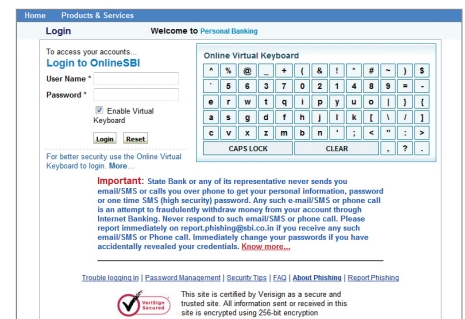 Home Products & Services
Login Welcome to Personal Banking
To access your accounts...
Login to OnlineSBI
User Name *
Password *
Enable Virtual
Keyboard
Login Reset
For better security use the Online Virtual
Keyboard to login. More...
Online Virtual Keyboard
^ % @ _ + ( & ! * # ~ ) $
` 5 6 3 7 0 2 1 4 8 9 = -
e r w t q i p y u o | } {
a s g d f h j l k [ \ / ]
c v x z m b n ' ; < " : >
CAPS LOCK CLEAR , ? .
Important: State Bank or any of its representative never sends you
email/SMS or calls you over phone to get your personal information, password
or one time SMS (high security) password. Any such e-mail/SMS or phone call
is an attempt to fraudulently withdraw money from your account through
Internet Banking. Never respond to such email/SMS or phone call. Please
report immediately on report.phishing@sbi.co.in if you receive any such
email/SMS or Phone call. Immediately change your passwords if you have
accidentally revealed your credentials. Know more...
Trouble logging in | Password Management | Security Tips | FAQ | About Phishing | Report Phishing
VeriSign
Secured
This site is certified by Verisign as a secure and
trusted site. All information sent or received in this
site is encrypted using 256-bit encryption